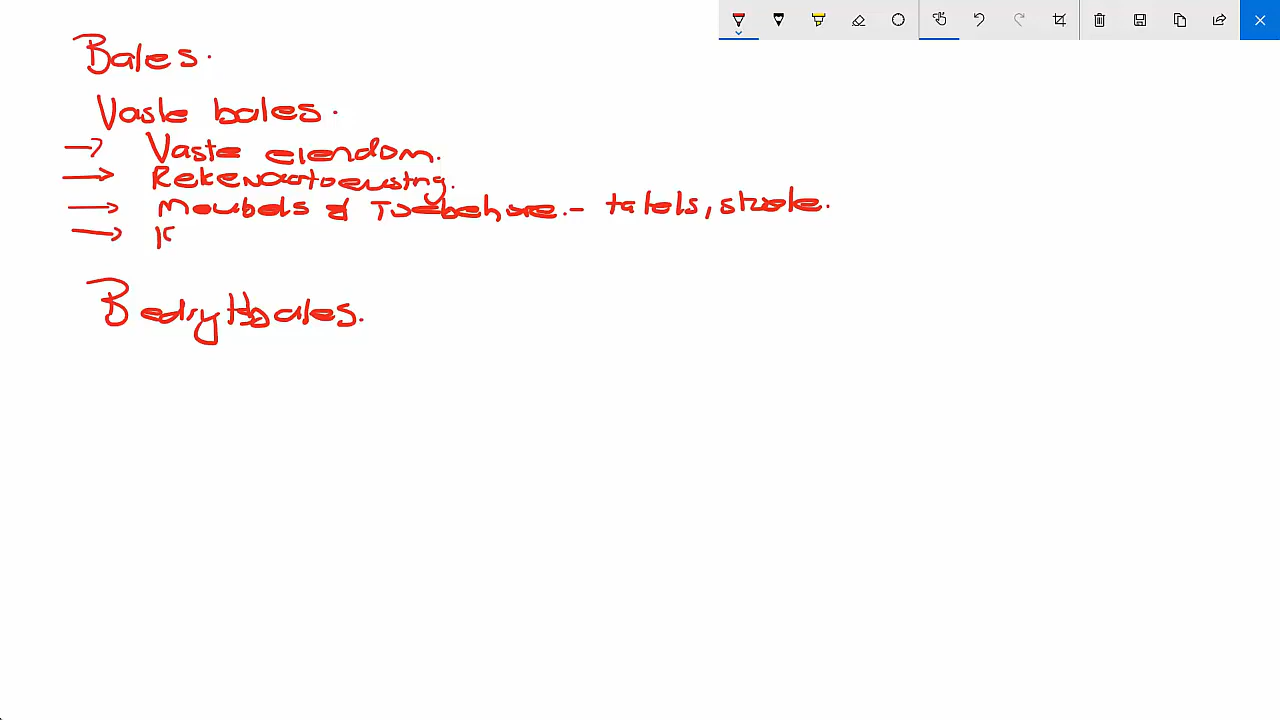 Bates.
Vaste bates.
→ Vaste eiendom.
→ Rekenaartoerusting.
→ Meubels & Toebehore. - tafels, stoele.
→
Bedryfsbates.